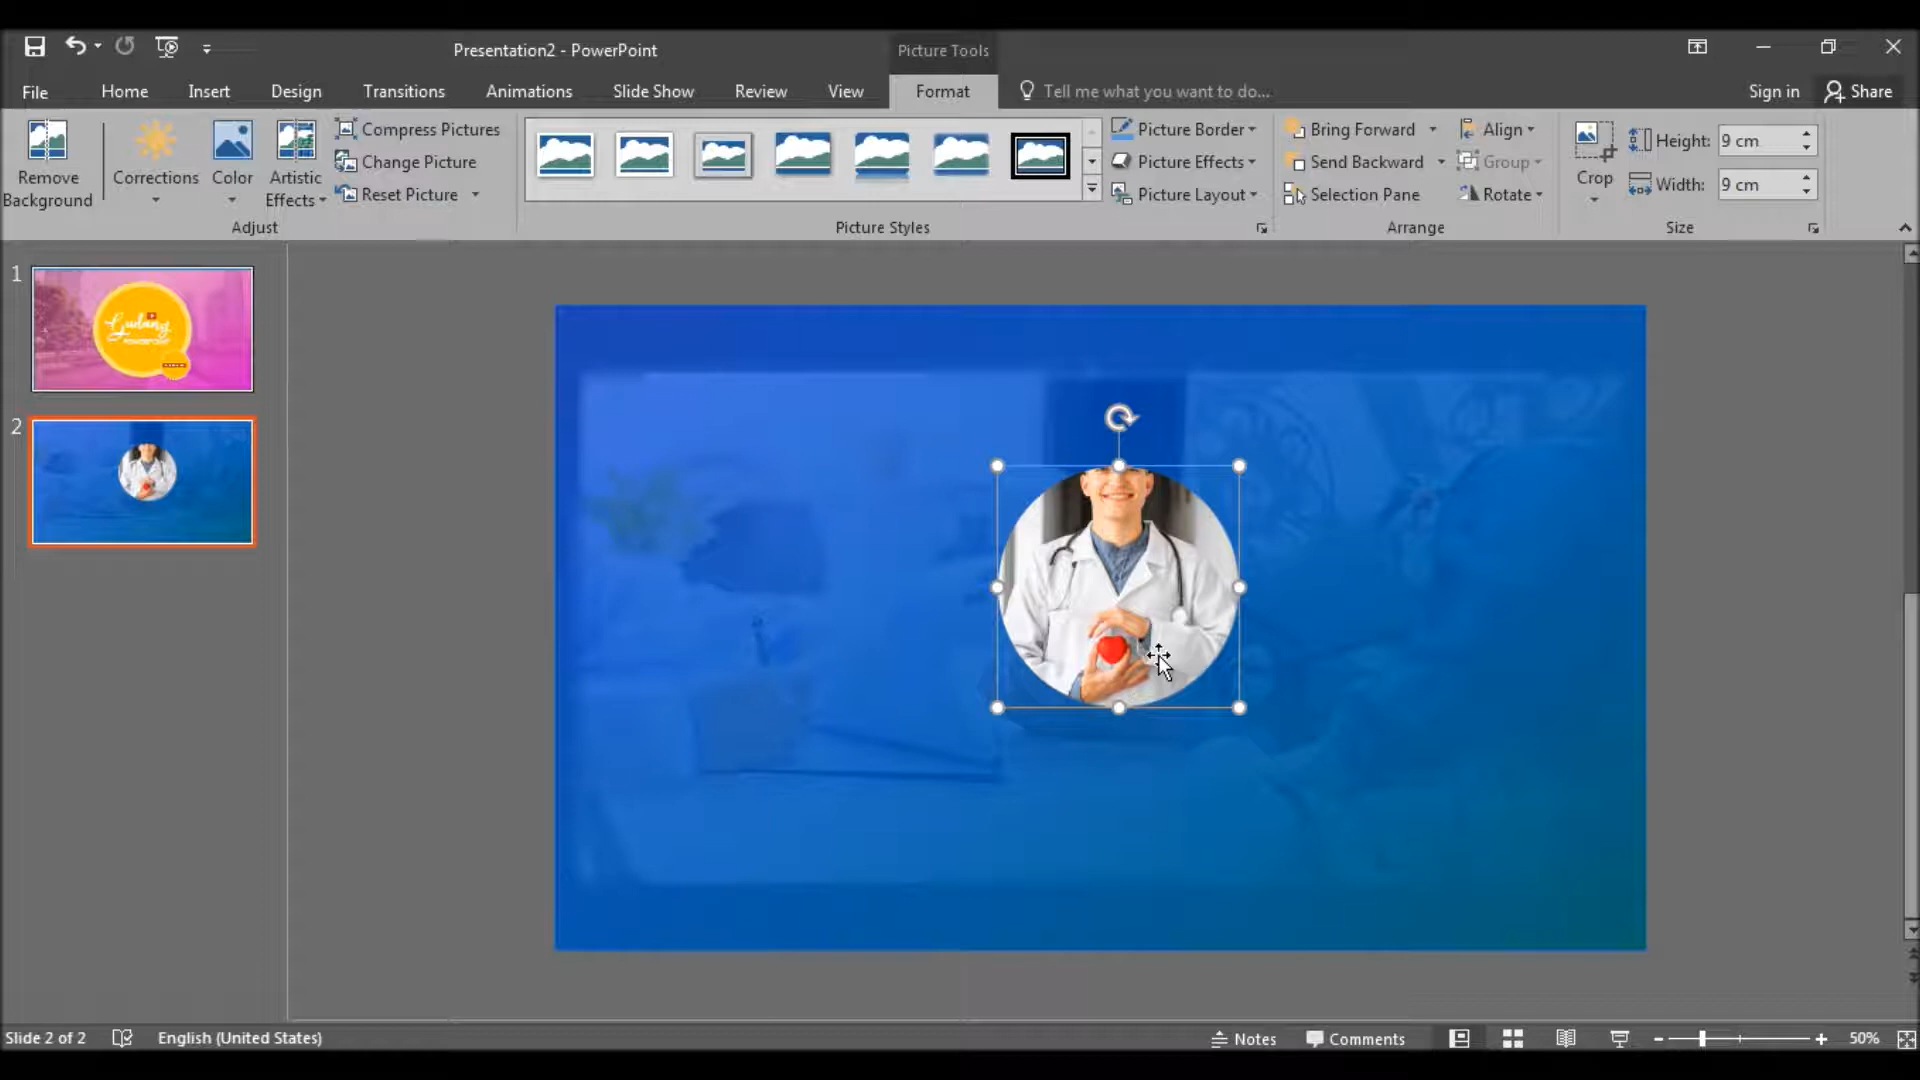 Presentation2 - PowerPoint
Picture Tools
File
Home
Insert
Design
Transitions
Animations
Slide Show
Review
View
Format
Tell me what you want to do...
Sign in
Share
Remove
Background
Corrections
Color
Artistic
Effects
Compress Pictures
Change Picture
Reset Picture
Adjust
Picture Styles
Picture Border
Picture Effects
Picture Layout
Bring Forward
Send Backward
Selection Pane
Align
Group
Rotate
Arrange
Crop
Height: 9 cm
Width: 9 cm
Size
1
Gudang
POWERPOINT
2
Slide 2 of 2
English (United States)
Notes
Comments
50%